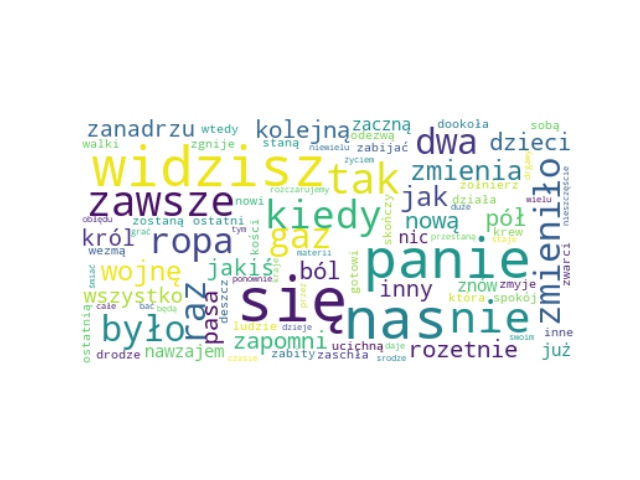 zanadrzu wtedy kolejną zaczną dookoła sobą
walki zgnije staną odezwą dwa dzieci
niewielu zabijać
widzisz życiem zmienia zmieniło
tak żołnierz nieszczęście
zawsze nowi rozczarujemy jak działa wielu
kiedy skończy duże
obłędu zostaną ostatni nową pół
król grać ropa tym kości gaz nic przestaną krew staje
wezmą materii panie zwarci
wojnę jakiś ponownie ból gotowi inny znów zmyje
śmiać kraje która spokój
wszystko raz pasa deszcz się przez
całe bać będą nas nie
było ludzie dzieje inne
ostatnią zapomni ucichną daje rozetnie swoim już
drodze nawzajem czasie zabity zaschła srodze